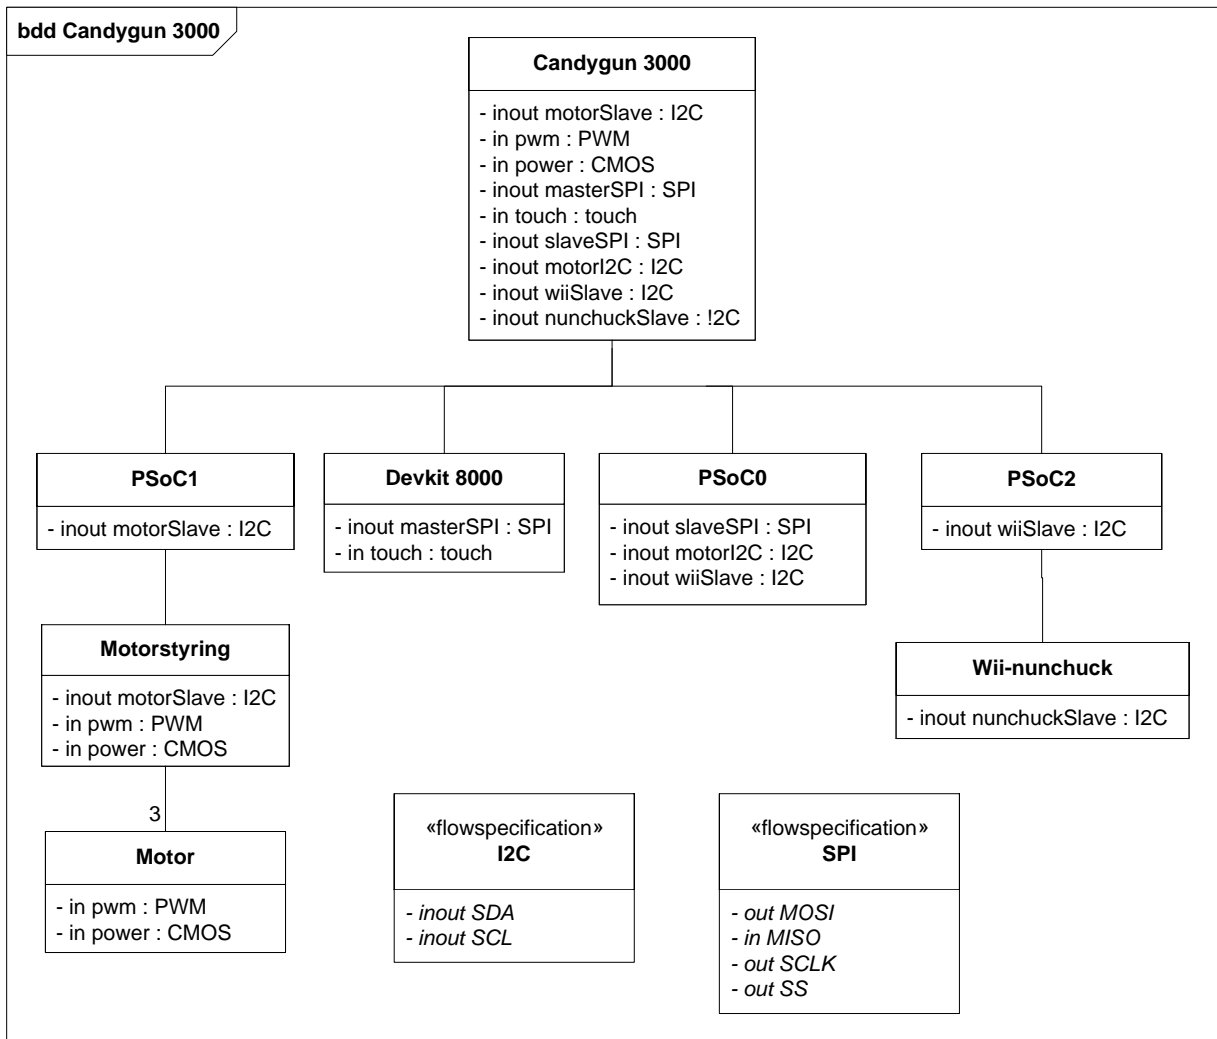 bdd Candygun 3000
Candygun 3000
- inout motorSlave : I2C
- in pwm : PWM
- in power : CMOS
- inout masterSPI : SPI
- in touch : touch
- inout slaveSPI : SPI
- inout motorI2C : I2C
- inout wiiSlave : I2C
- inout nunchuckSlave : !2C
PSoC1
- inout motorSlave : I2C
Devkit 8000
- inout masterSPI : SPI
- in touch : touch
PSoC0
- inout slaveSPI : SPI
- inout motorI2C : I2C
- inout wiiSlave : I2C
PSoC2
- inout wiiSlave : I2C
Motorstyring
- inout motorSlave : I2C
- in pwm : PWM
- in power : CMOS
Wii-nunchuck
- inout nunchuckSlave : I2C
3
Motor
- in pwm : PWM
- in power : CMOS
«flowspecification»
I2C
- inout SDA
- inout SCL
«flowspecification»
SPI
- out MOSI
- in MISO
- out SCLK
- out SS